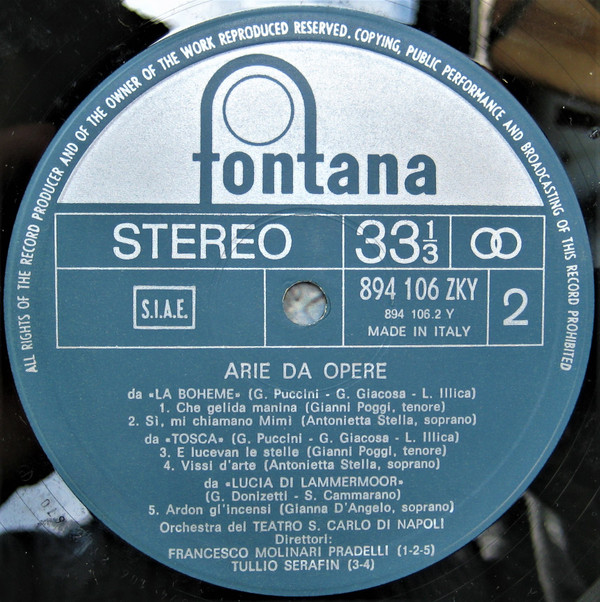 ALL RIGHTS OF THE RECORD PRODUCER AND OF THE OWNER OF THE WORK REPRODUCED RESERVED. COPYING, PUBLIC PERFORMANCE AND BROADCASTING OF THIS RECORD PROHIBITED
fontana
STEREO
33 1/3
S.I.A.E.
894 106 ZKY
894 106.2 Y
MADE IN ITALY
2
ARIE DA OPERE
da «LA BOHEME» (G. Puccini - G. Giacosa - L. Illica)
1. Che gelida manina (Gianni Poggi, tenore)
2. Sì, mi chiamano Mimì (Antonietta Stella, soprano)
da «TOSCA» (G. Puccini - G. Giacosa - L. Illica)
3. E lucevan le stelle (Gianni Poggi, tenore)
4. Vissi d'arte (Antonietta Stella, soprano)
da «LUCIA DI LAMMERMOOR»
(G. Donizetti - S. Cammarano)
5. Ardon gl'incensi (Gianna D'Angelo, soprano)
Orchestra del TEATRO S. CARLO DI NAPOLI
Direttori:
FRANCESCO MOLINARI PRADELLI (1-2-5)
TULLIO SERAFIN (3-4)